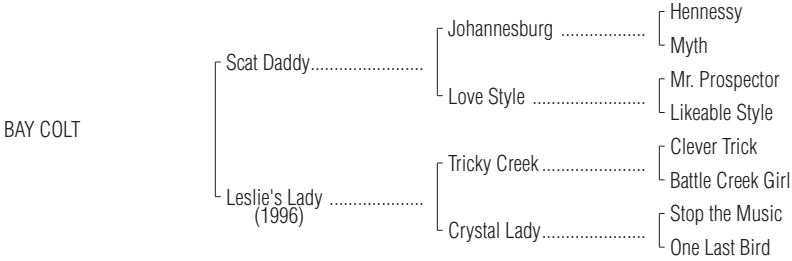 Hennessy
Johannesburg ...................
Myth
Scat Daddy.......................
Mr. Prospector
Love Style .........................
Likeable Style
BAY COLT
Clever Trick
Tricky Creek.......................
Battle Creek Girl
Leslie's Lady ....................
(1996)
Stop the Music
Crystal Lady.......................
One Last Bird